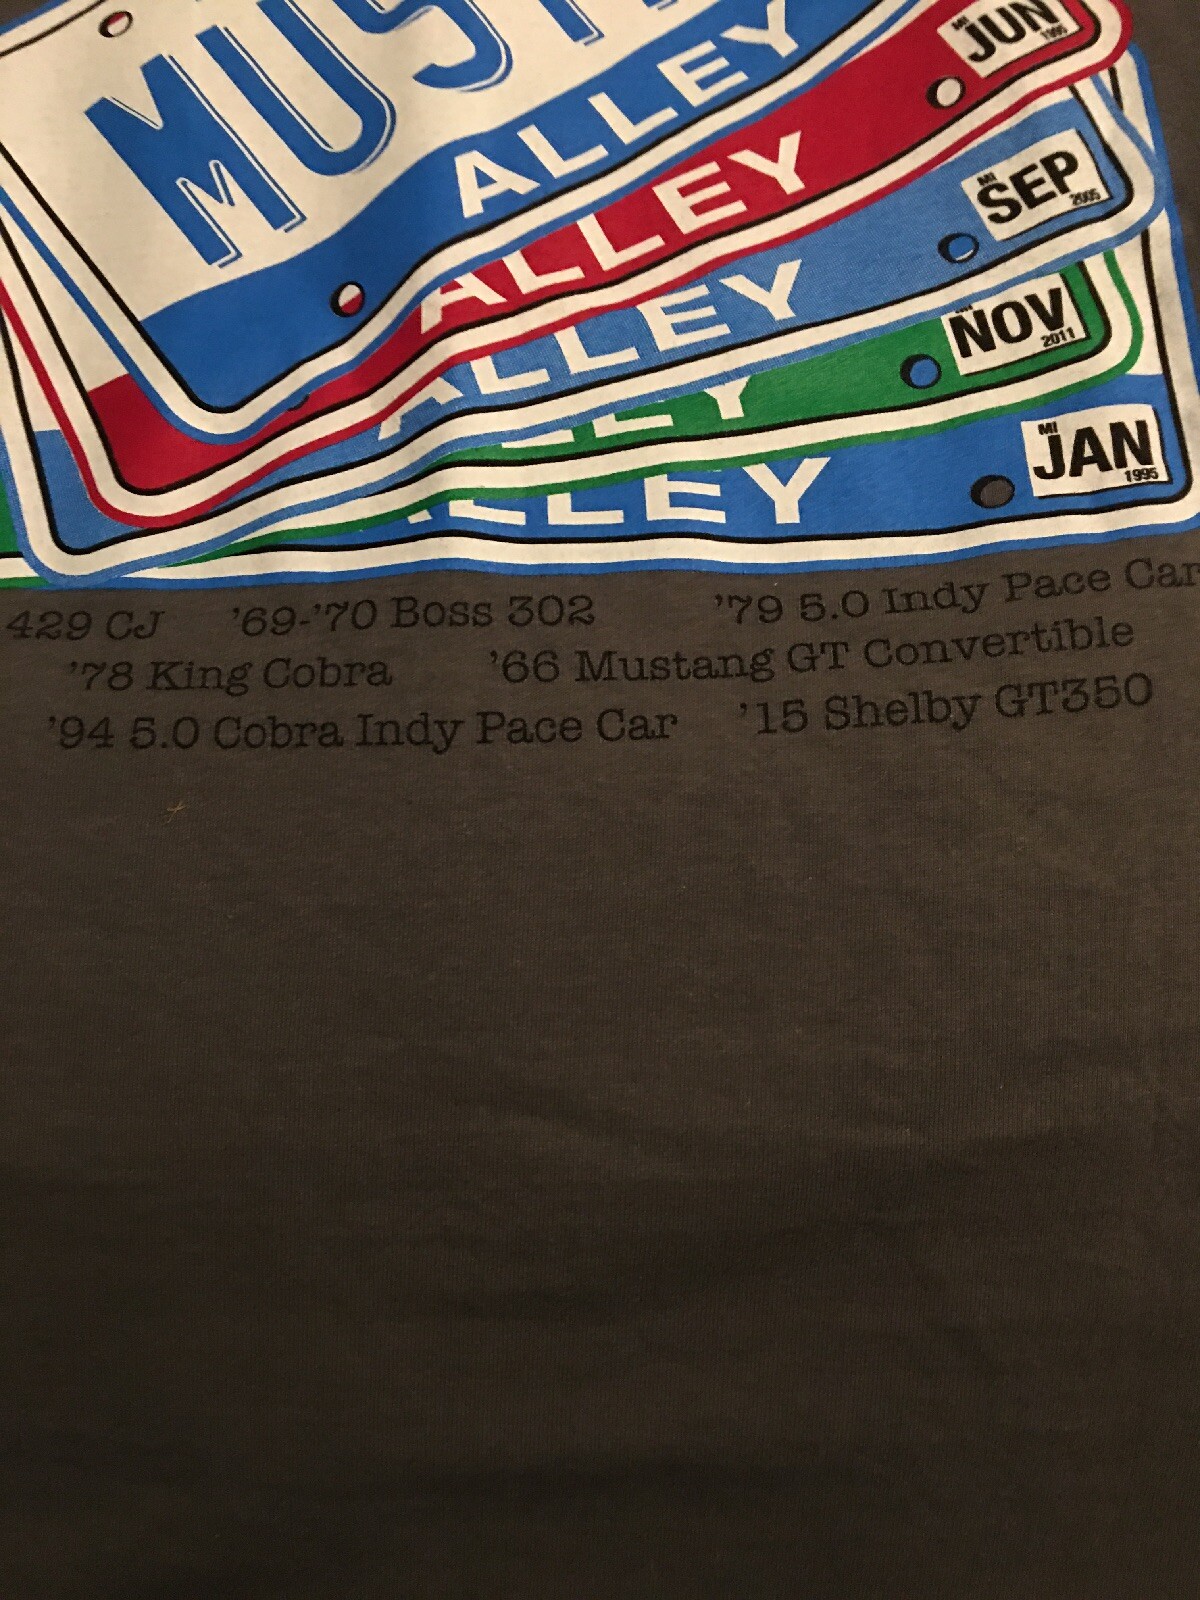 ALLEY
MI
JUN
1995
ALLEY
MI
SEP
2005
ALLEY
NOV
2011
MI
JAN
1995
429 CJ '69-'70 Boss 302 '79 5.0 Indy Pace Car
'78 King Cobra '66 Mustang GT Convertible
'94 5.0 Cobra Indy Pace Car '15 Shelby GT350